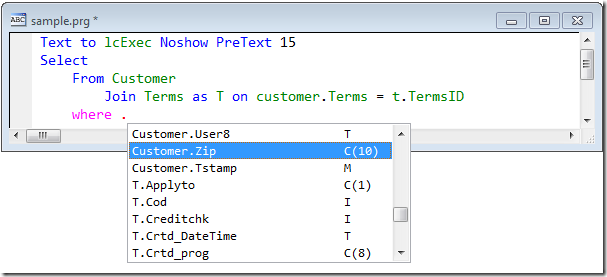 ABC sample.prg *
Text to lcExec Noshow PreText 15
Select
From Customer
Join Terms as T on customer.Terms = t.TermsID
where .
Customer.User8 T
Customer.Zip C(10)
Customer.Tstamp M
T.Applyto C(1)
T.Cod I
T.Creditchk I
T.Crtd_DateTime T
T.Crtd_prog C(8)